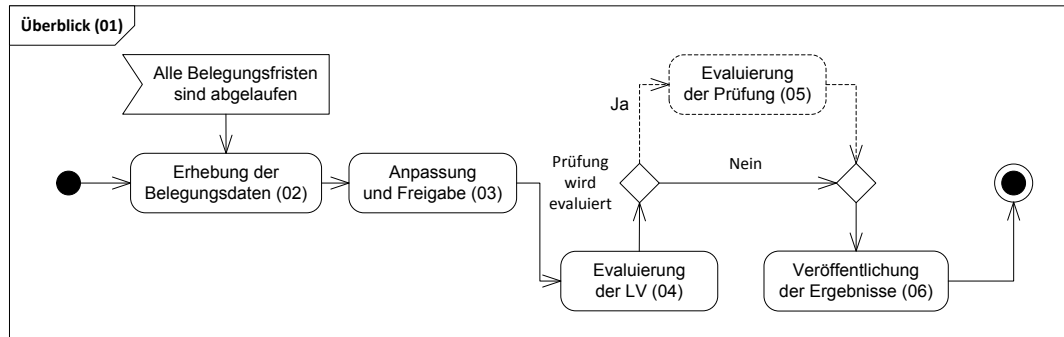 Überblick (01)
Alle Belegungsfristen
sind abgelaufen
Erhebung der
Belegungsdaten (02)
Anpassung
und Freigabe (03)
Evaluierung
der LV (04)
Prüfung
wird
evaluiert
Ja
Evaluierung
der Prüfung (05)
Nein
Veröffentlichung
der Ergebnisse (06)